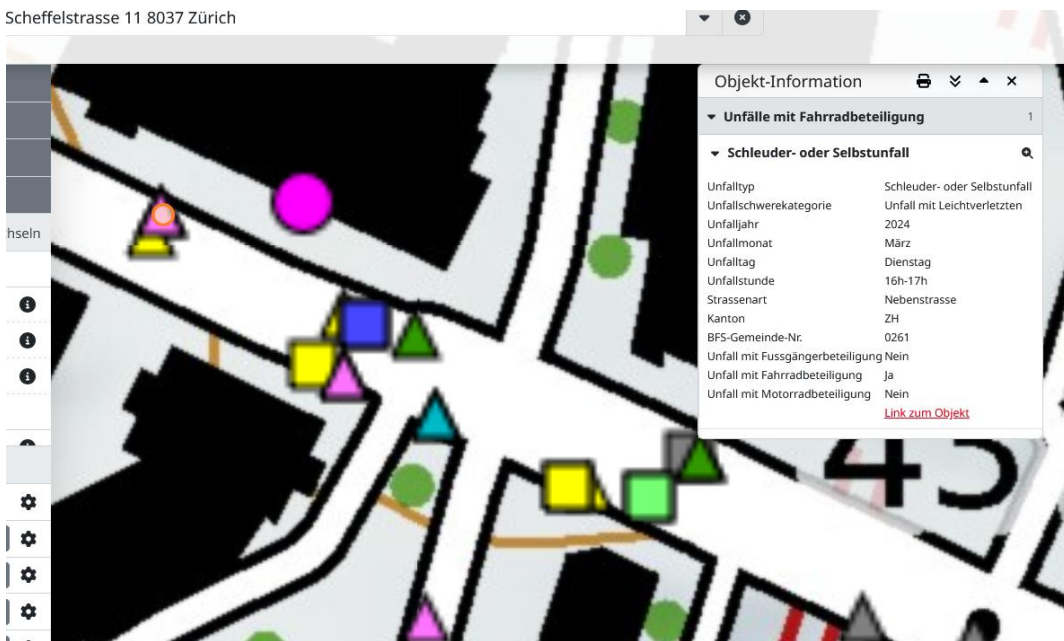 Scheffelstrasse 11 8037 Zürich
Objekt-Information
Unfälle mit Fahrradbeteiligung 1
Schleuder- oder Selbstunfall
Unfalltyp Schleuder- oder Selbstunfall
Unfallschwerekategorie Unfall mit Leichtverletzten
Unfalljahr 2024
Unfallmonat März
Unfalltag Dienstag
Unfallstunde 16h-17h
Strassenart Nebenstrasse
Kanton ZH
BFS-Gemeinde-Nr. 0261
Unfall mit Fussgängerbeteiligung Nein
Unfall mit Fahrradbeteiligung Ja
Unfall mit Motorradbeteiligung Nein
Link zum Objekt
hseln
43